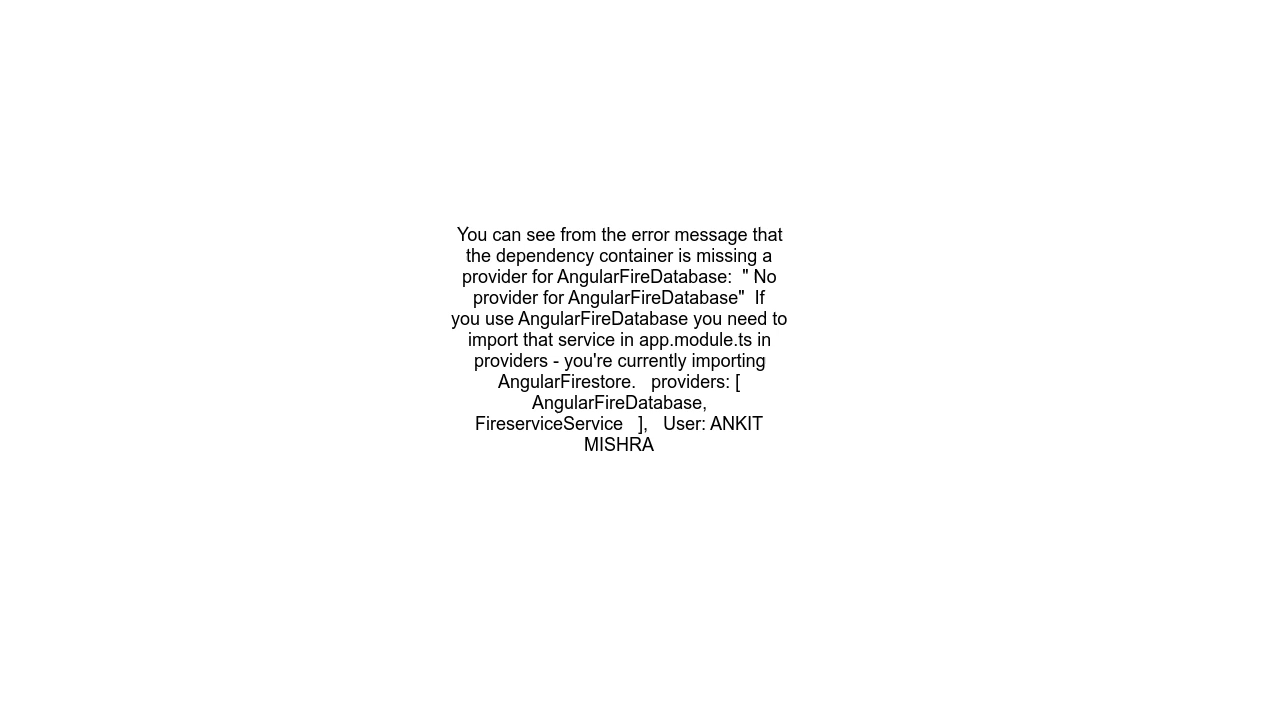 You can see from the error message that
the dependency container is missing a
provider for AngularFireDatabase:  " No
provider for AngularFireDatabase"  If
you use AngularFireDatabase you need to
import that service in app.module.ts in
providers - you're currently importing
AngularFirestore.   providers: [
AngularFireDatabase,
FireserviceService   ],   User: ANKIT
MISHRA